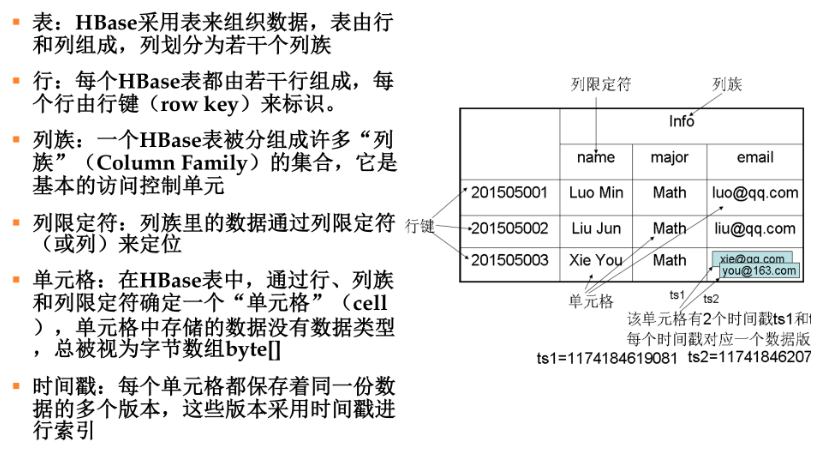 表：HBase采用表来组织数据，表由行
和列组成，列划分为若干个列族
行：每个HBase表都由若干行组成，每
个行由行键（row key）来标识。
列族：一个HBase表被分组成许多“列
族”（Column Family）的集合，它是
基本的访问控制单元
列限定符：列族里的数据通过列限定符
（或列）来定位
单元格：在HBase表中，通过行、列族
和列限定符确定一个“单元格”（cell
），单元格中存储的数据没有数据类型
，总被视为字节数组byte[]
时间戳：每个单元格都保存着同一份数
据的多个版本，这些版本采用时间戳进
行索引
列限定符 列族
Info
name major email
201505001 Luo Min Math luo@qq.com
行键 201505002 Liu Jun Math liu@qq.com
201505003 Xie You Math xie@qq.com
you@163.com
单元格 ts1 ts2
该单元格有2个时间戳ts1和
每个时间戳对应一个数据版
ts1=1174184619081 ts2=11741846207